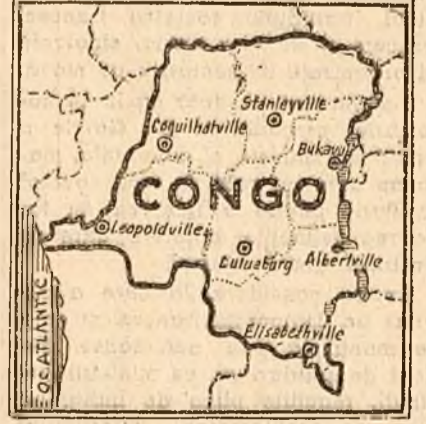 Stanleyville
Coquilhatville
Bukavu
CONGO
Leopoldville
Luluaburg
Albertville
Elisabethville
OC.ATLANTIC